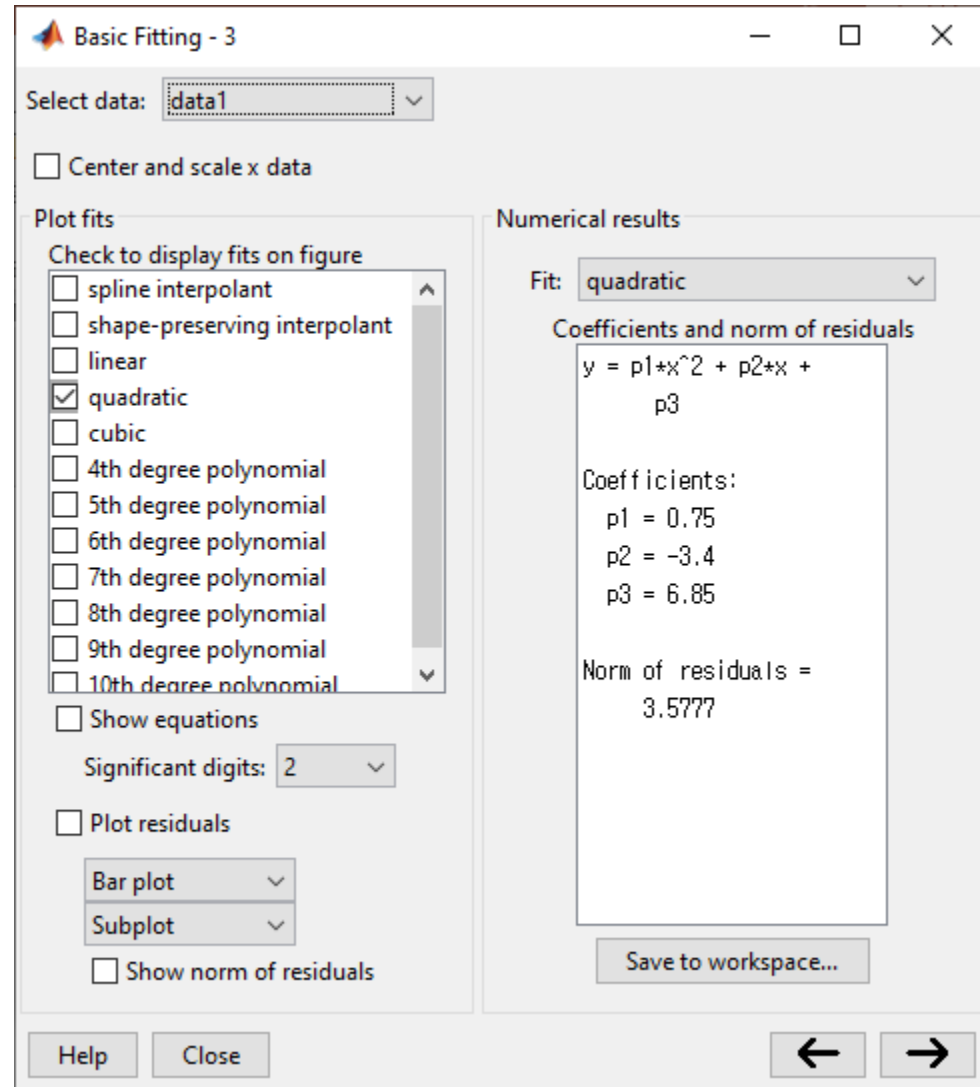 Basic Fitting - 3
Select data: data1
Center and scale x data
Plot fits
Check to display fits on figure
spline interpolant
shape-preserving interpolant
linear
quadratic
cubic
4th degree polynomial
5th degree polynomial
6th degree polynomial
7th degree polynomial
8th degree polynomial
9th degree polynomial
10th degree polynomial
Show equations
Significant digits: 2
Plot residuals
Bar plot
Subplot
Show norm of residuals
Numerical results
Fit: quadratic
Coefficients and norm of residuals
y = p1*x^2 + p2*x +
p3
Coefficients:
p1 = 0.75
p2 = -3.4
p3 = 6.85
Norm of residuals =
3.5777
Save to workspace...
Help Close